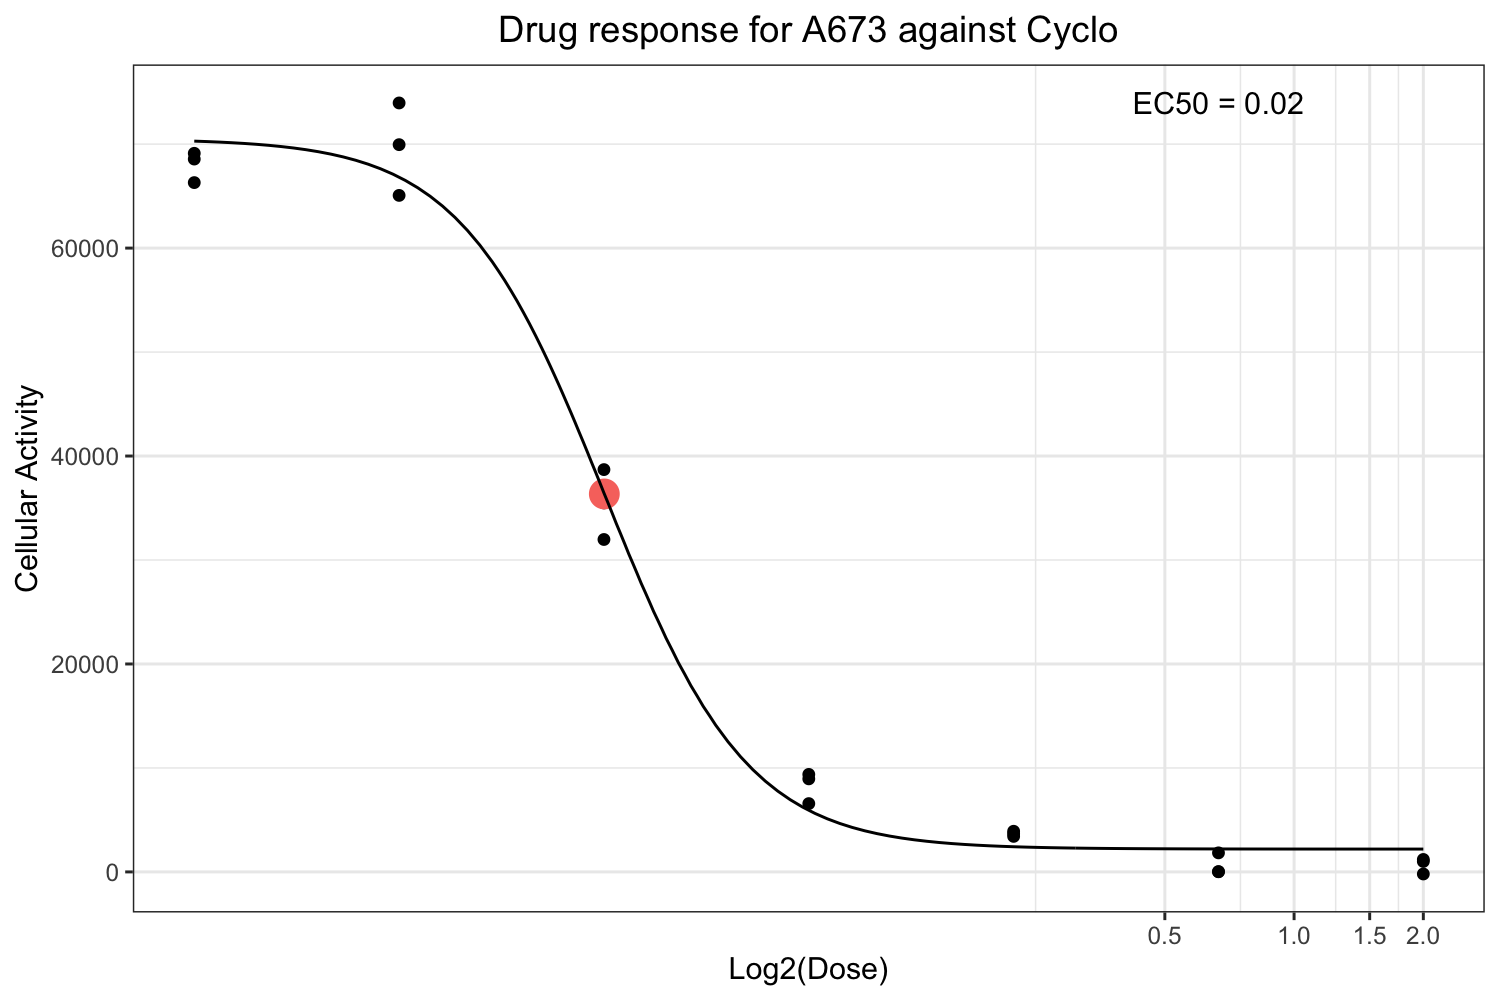 Drug response for A673 against Cyclo
EC50 = 0.02
Cellular Activity
60000
40000
20000
0
0.5 1.0 1.5 2.0
Log2(Dose)